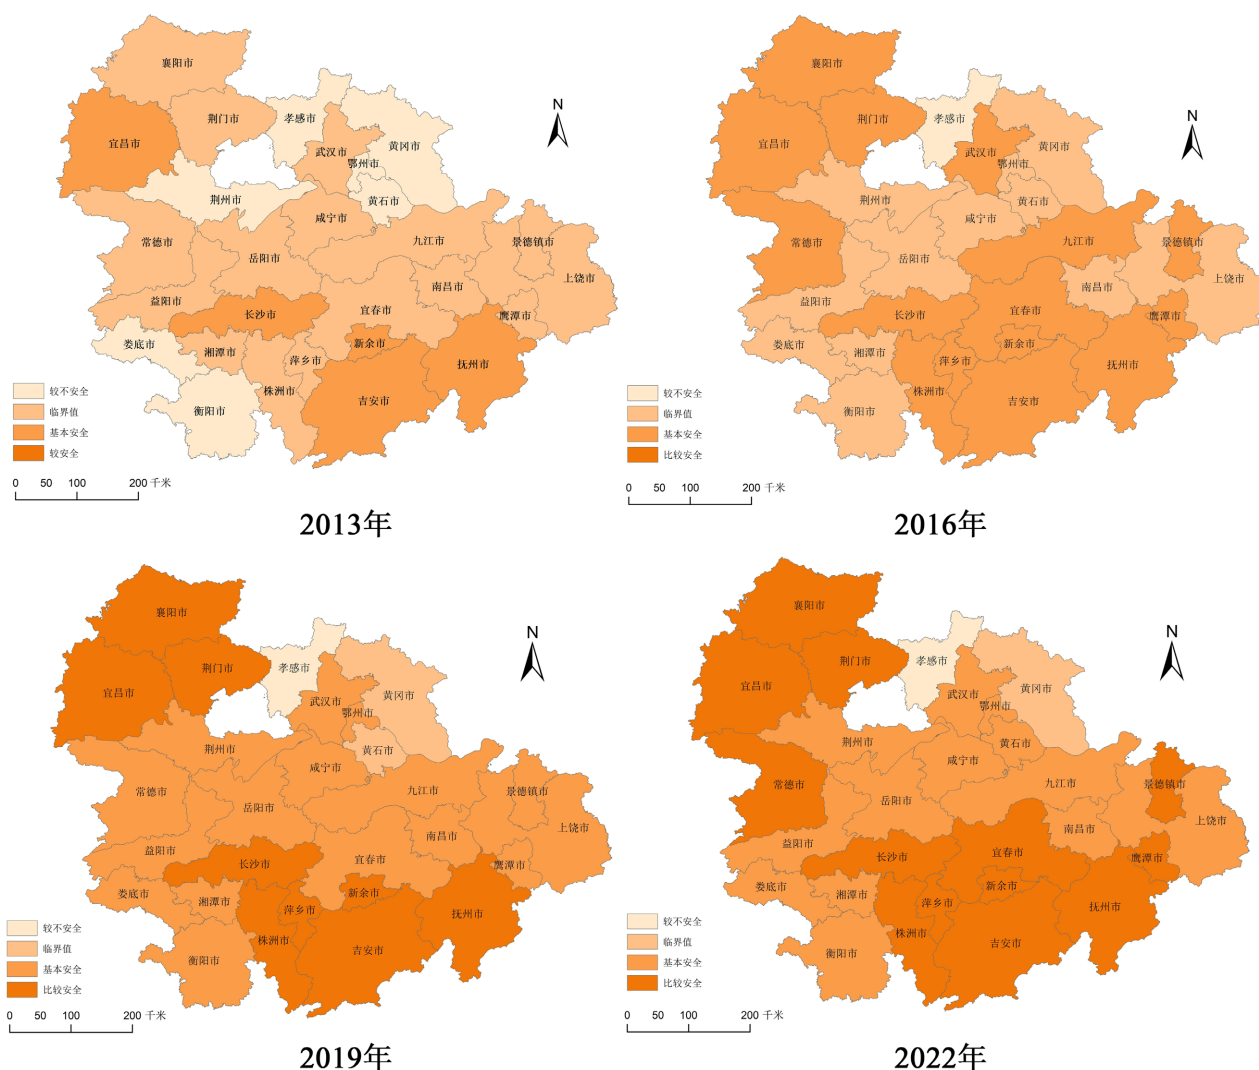 襄阳市
荆门市
孝感市
宜昌市
武汉市
黄冈市
鄂州市
荆州市
黄石市
咸宁市
常德市
九江市
景德镇市
岳阳市
上饶市
南昌市
益阳市
长沙市
宜春市
鹰潭市
娄底市
湘潭市
新余市
萍乡市
抚州市
株洲市
衡阳市
吉安市
N
较不安全
临界值
基本安全
较安全
0 50 100 200 千米
2013年
襄阳市
荆门市
孝感市
宜昌市
武汉市
黄冈市
鄂州市
荆州市
黄石市
咸宁市
常德市
九江市
景德镇市
岳阳市
上饶市
南昌市
益阳市
长沙市
宜春市
鹰潭市
娄底市
湘潭市
新余市
萍乡市
抚州市
株洲市
衡阳市
吉安市
N
较不安全
临界值
基本安全
比较安全
0 50 100 200 千米
2016年
襄阳市
荆门市
孝感市
宜昌市
武汉市
黄冈市
鄂州市
荆州市
黄石市
咸宁市
常德市
九江市
景德镇市
岳阳市
上饶市
南昌市
益阳市
长沙市
宜春市
鹰潭市
娄底市
湘潭市
新余市
萍乡市
抚州市
株洲市
衡阳市
吉安市
N
较不安全
临界值
基本安全
比较安全
0 50 100 200 千米
2019年
襄阳市
荆门市
孝感市
宜昌市
武汉市
黄冈市
鄂州市
荆州市
黄石市
咸宁市
常德市
九江市
景德镇市
岳阳市
上饶市
南昌市
益阳市
长沙市
宜春市
鹰潭市
娄底市
湘潭市
新余市
萍乡市
抚州市
株洲市
衡阳市
吉安市
N
较不安全
临界值
基本安全
比较安全
0 50 100 200 千米
2022年